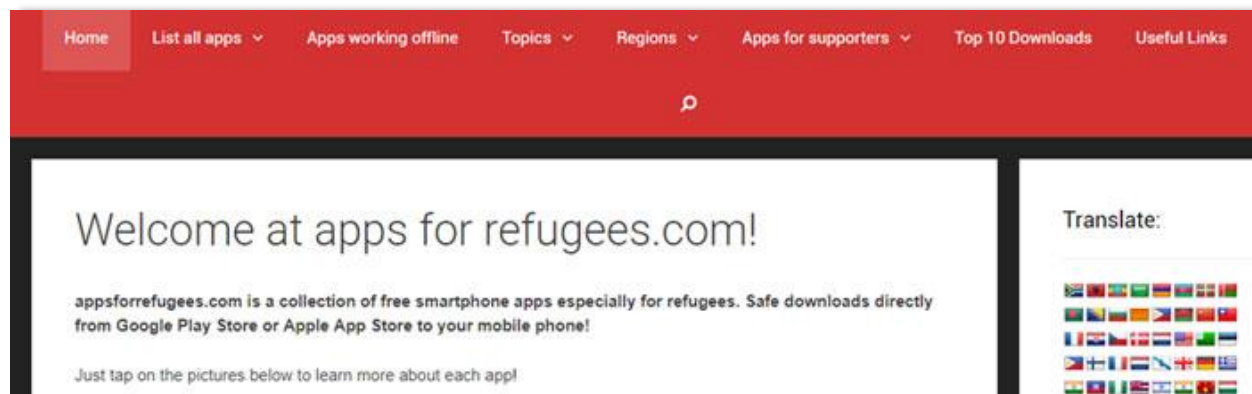 Home List all apps Apps working offline Topics Regions Apps for supporters Top 10 Downloads Useful Links
Welcome at apps for refugees.com!
appsforrefugees.com is a collection of free smartphone apps especially for refugees. Safe downloads directly
from Google Play Store or Apple App Store to your mobile phone!
Just tap on the pictures below to learn more about each app!
Translate: